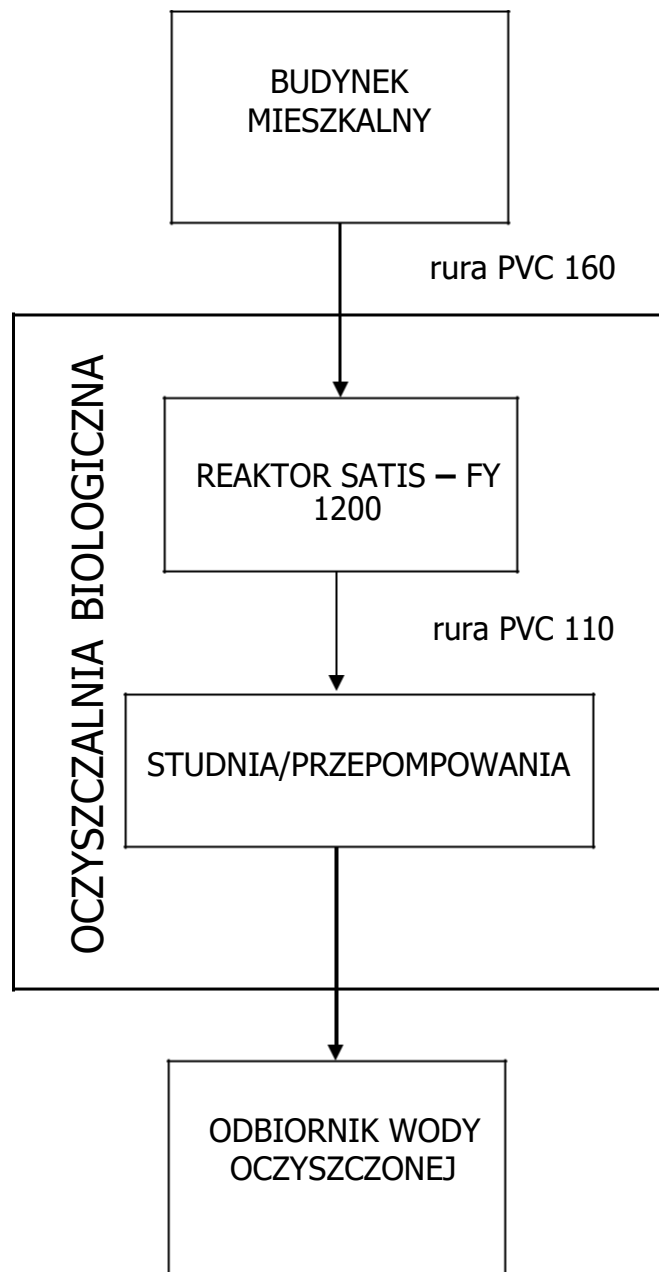 BUDYNEK
MIESZKALNY
rura PVC 160
OCZYSZCZALNIA BIOLOGICZNA
REAKTOR SATIS – FY
1200
rura PVC 110
STUDNIA/PRZEPOMPOWANIA
ODBIORNIK WODY
OCZYSZCZONEJ